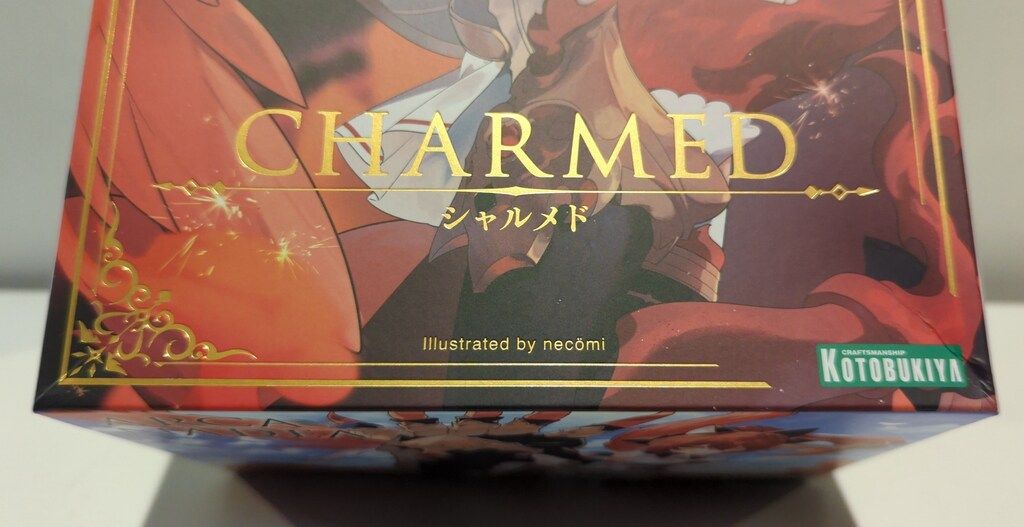 CHARMED
シャルメド
Illustrated by necömi
CRAFTSMANSHIP
KOTOBUKIYA